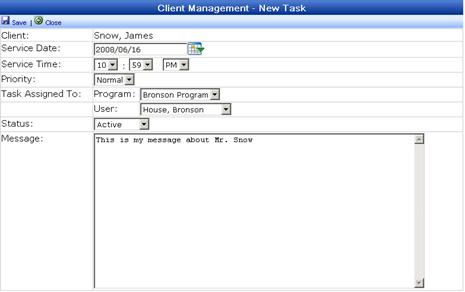 Client Management - New Task
Save | Close
Client: Snow, James
Service Date: 2008/06/16
Service Time: 10 : 59 PM
Priority: Normal
Task Assigned To: Program: Bronson Program
User: House, Bronson
Status: Active
Message: This is my message about Mr. Snow